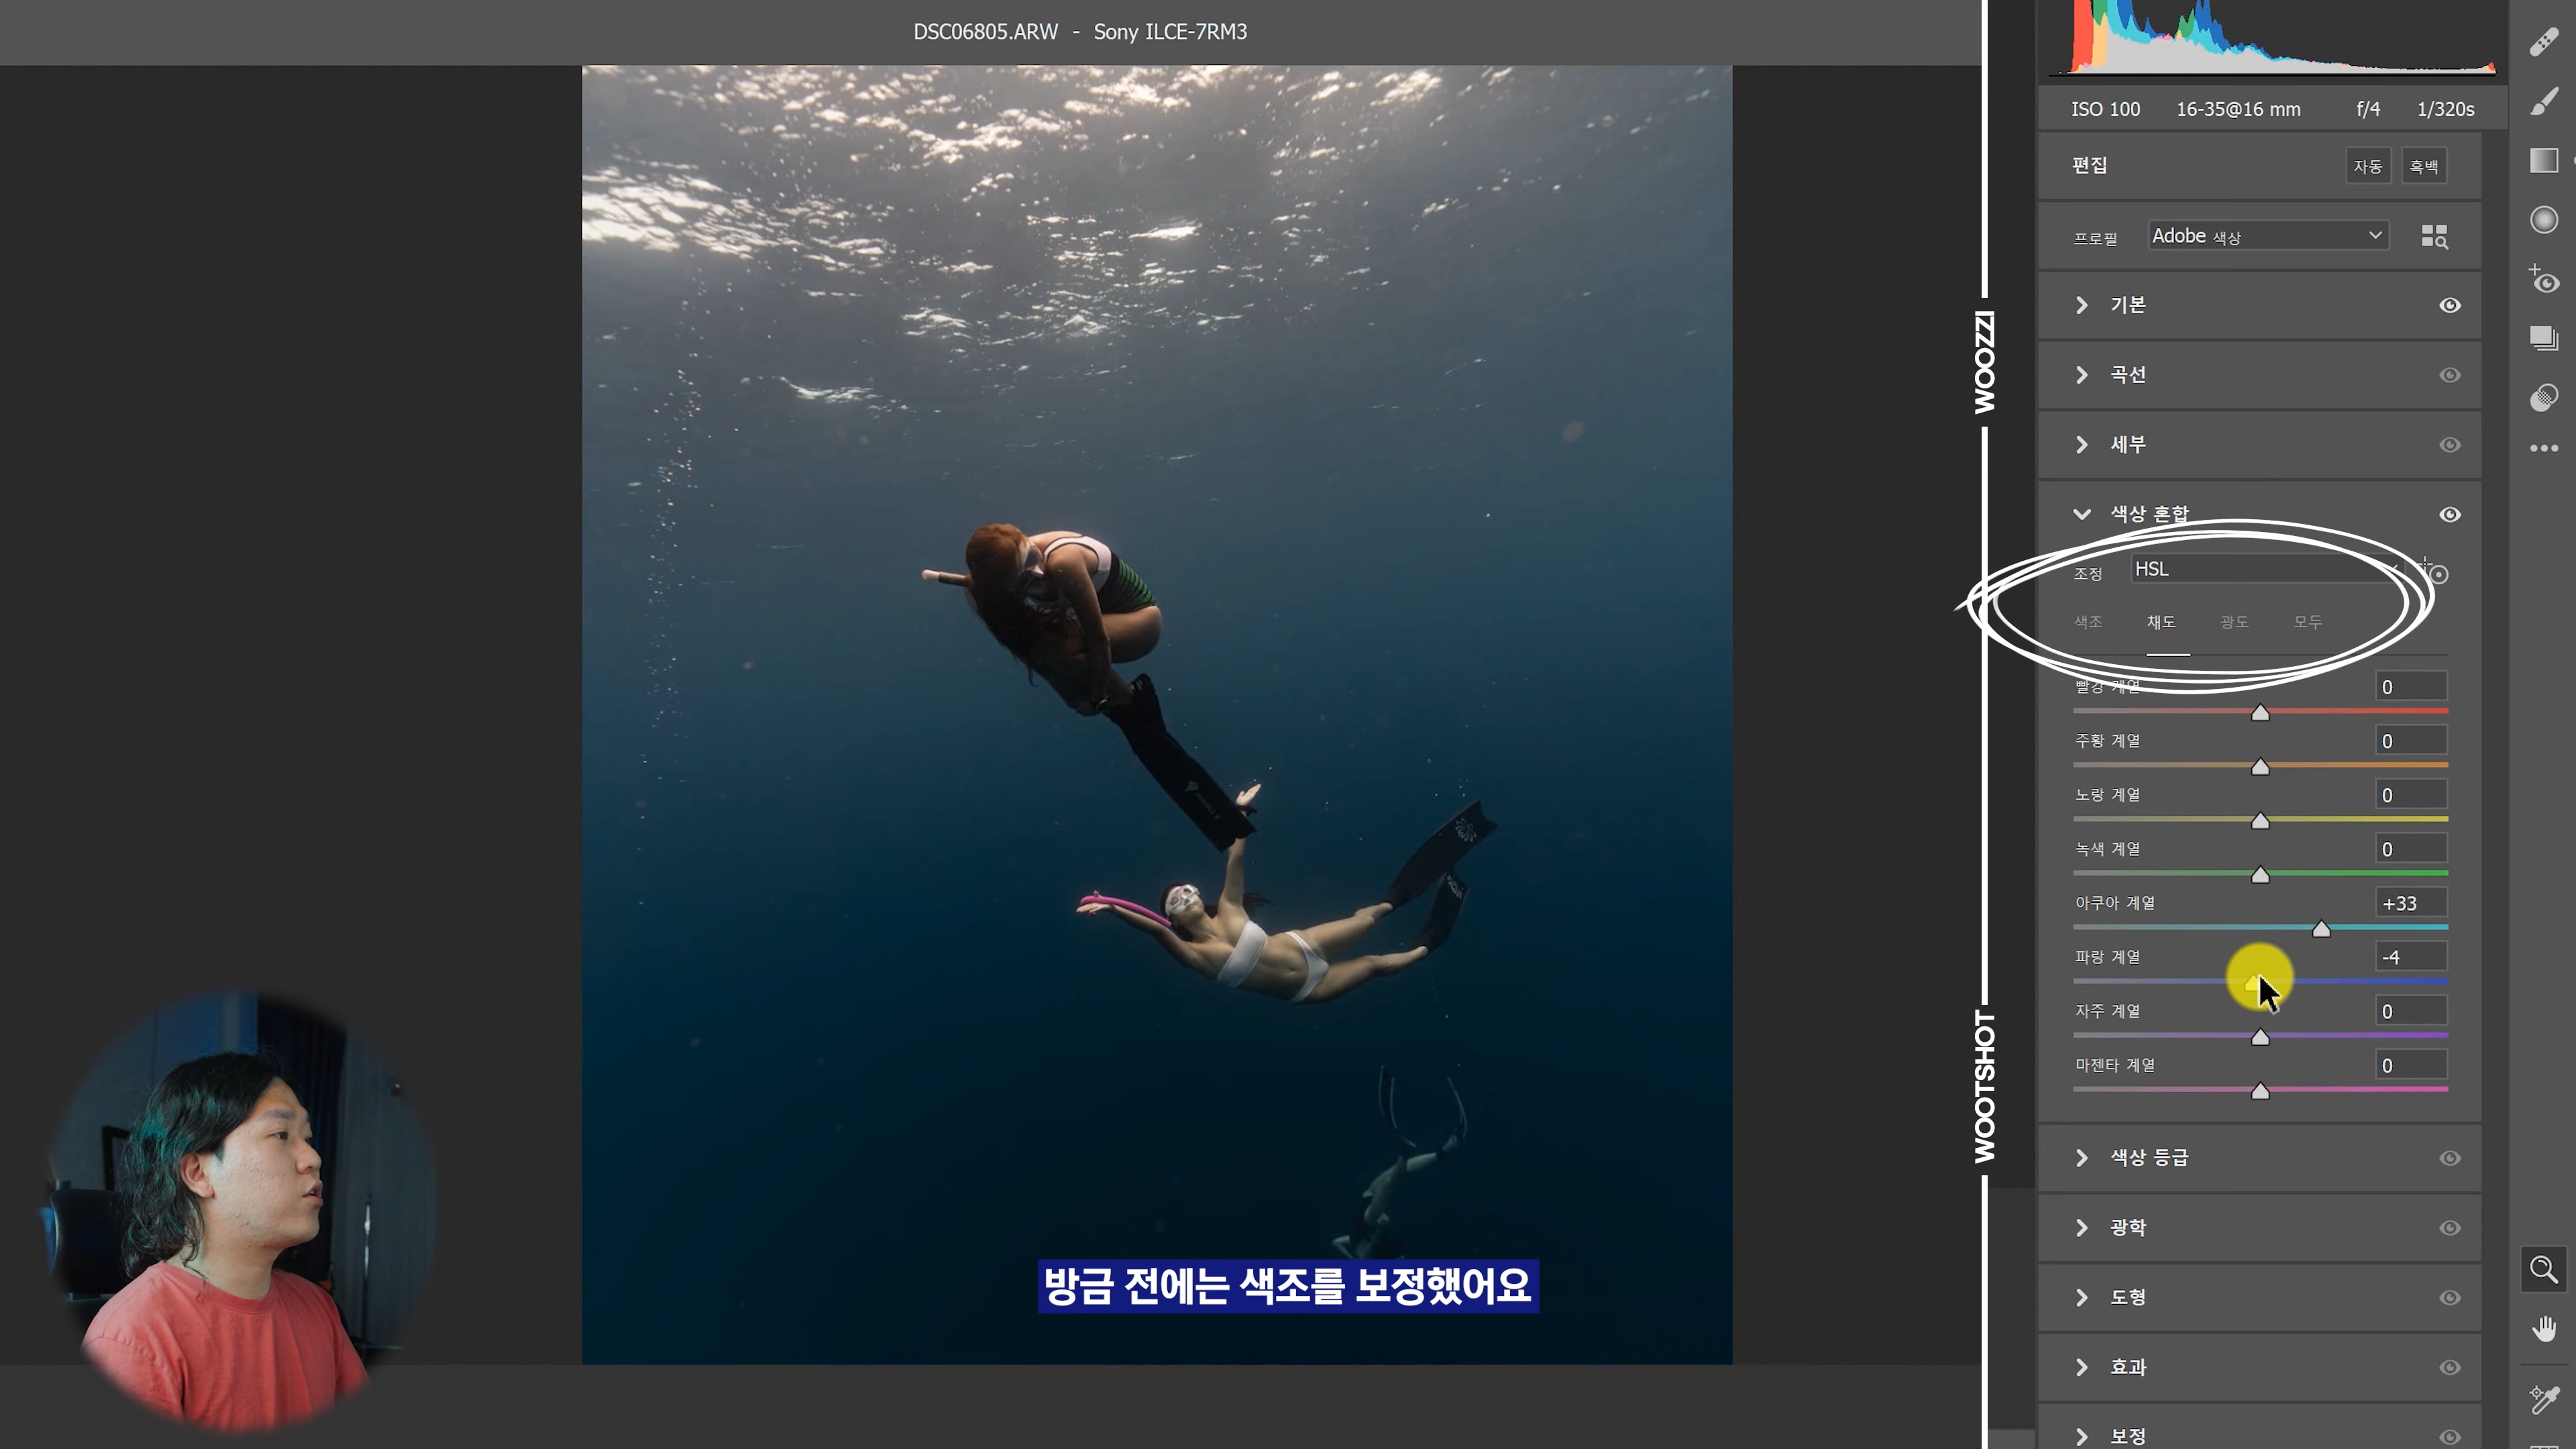 DSC06805.ARW - Sony ILCE-7RM3
ISO 100 16-35@16 mm f/4 1/320s
편집 자동 흑백
프로필 Adobe 색상
기본
곡선
세부
색상 혼합
조정 HSL
색조 채도 광도 모두
빨강 계열 0
주황 계열 0
노랑 계열 0
녹색 계열 0
아쿠아 계열 +33
파랑 계열 -4
자주 계열 0
마젠타 계열 0
색상 등급
광학
도형
효과
보정
WOOZZI
WOOTSHOT
방금 전에는 색조를 보정했어요